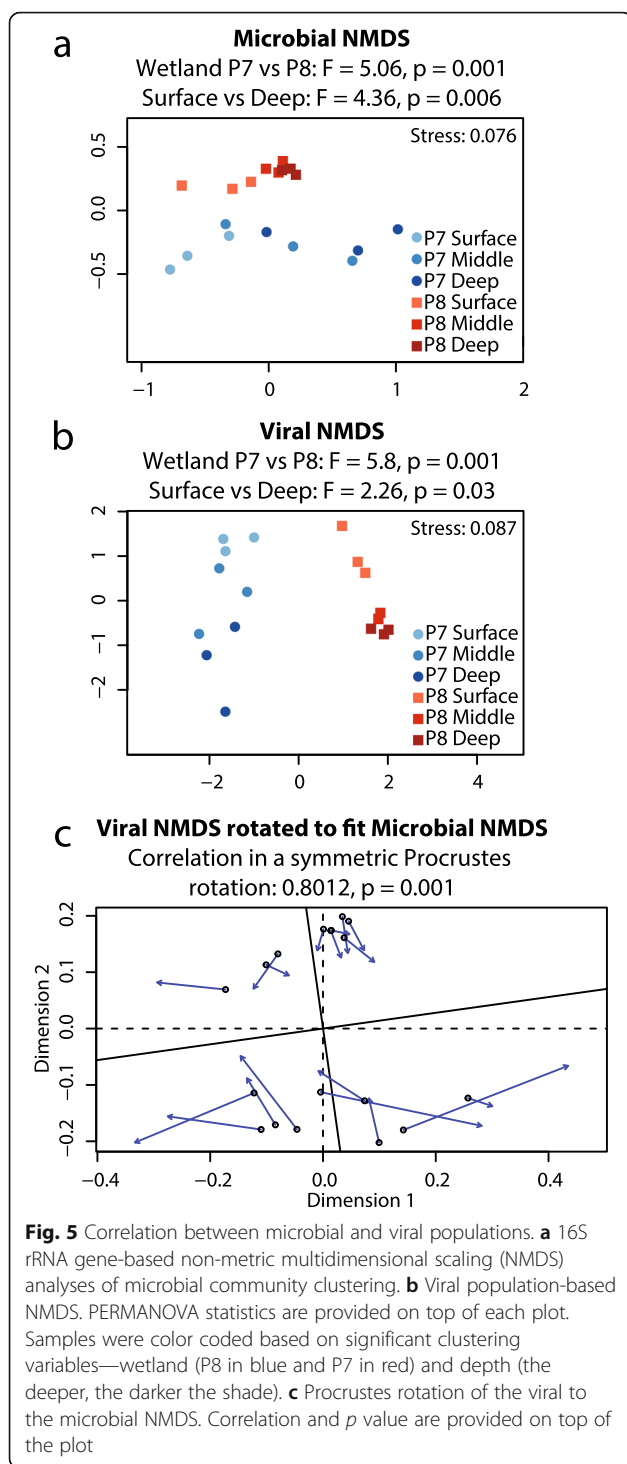 a
Microbial NMDS
Wetland P7 vs P8: F = 5.06, p = 0.001
Surface vs Deep: F = 4.36, p = 0.006
Stress: 0.076
0.5
0.0
−0.5
P7 Surface
P7 Middle
P7 Deep
P8 Surface
P8 Middle
P8 Deep
−1 0 1 2
b
Viral NMDS
Wetland P7 vs P8: F = 5.8, p = 0.001
Surface vs Deep: F = 2.26, p = 0.03
Stress: 0.087
2
1
0
−1
−2
P7 Surface
P7 Middle
P7 Deep
P8 Surface
P8 Middle
P8 Deep
−2 0 2 4
c
Viral NMDS rotated to fit Microbial NMDS
Correlation in a symmetric Procrustes
rotation: 0.8012, p = 0.001
Dimension 2
0.2
0.1
0.0
−0.1
−0.2
−0.4 −0.2 0.0 0.2 0.4
Dimension 1
Fig. 5 Correlation between microbial and viral populations. a 16S
rRNA gene-based non-metric multidimensional scaling (NMDS)
analyses of microbial community clustering. b Viral population-based
NMDS. PERMANOVA statistics are provided on top of each plot.
Samples were color coded based on significant clustering
variables—wetland (P8 in blue and P7 in red) and depth (the
deeper, the darker the shade). c Procrustes rotation of the viral to
the microbial NMDS. Correlation and p value are provided on top of
the plot